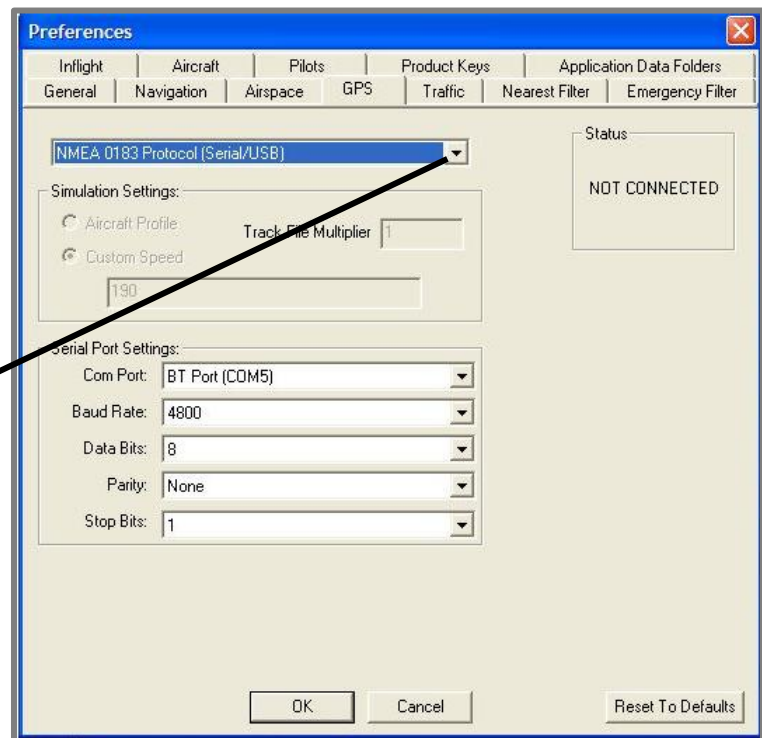 Preferences
Inflight Aircraft Pilots Product Keys Application Data Folders
General Navigation Airspace GPS Traffic Nearest Filter Emergency Filter
NMEA 0183 Protocol (Serial/USB)
Status
NOT CONNECTED
Simulation Settings:
Aircraft Profile
Track File Multiplier 1
Custom Speed
190
Serial Port Settings:
Com Port: BT Port (COM5)
Baud Rate: 4800
Data Bits: 8
Parity: None
Stop Bits: 1
OK Cancel Reset To Defaults